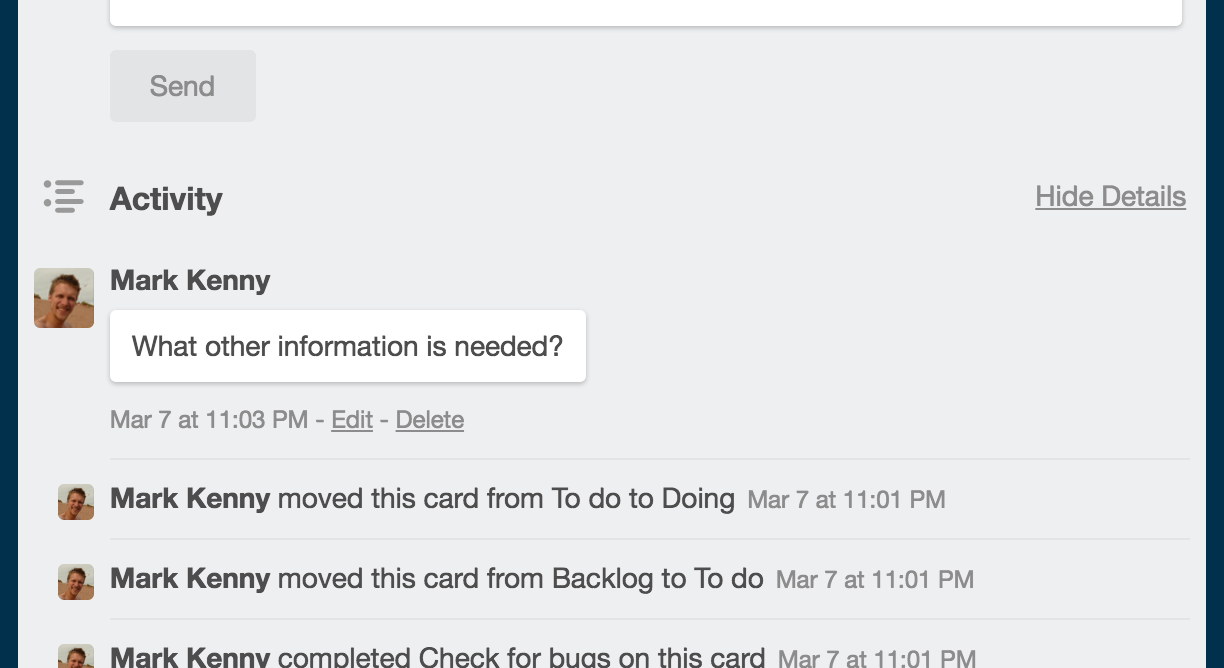 Send
Activity
Hide Details
Mark Kenny
What other information is needed?
Mar 7 at 11:03 PM - Edit - Delete
Mark Kenny moved this card from To do to Doing Mar 7 at 11:01 PM
Mark Kenny moved this card from Backlog to To do Mar 7 at 11:01 PM
Mark Kenny completed Check for bugs on this card Mar 7 at 11:01 PM